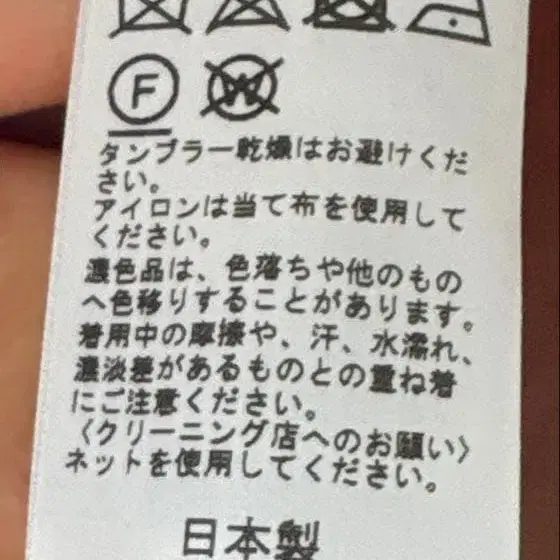 F
W
タンブラー乾燥はお避けくだ
さい。
アイロンは当て布を使用して
ください。
濃色品は、色落ちや他のもの
へ色移りすることがあります。
着用中の摩擦や、汗、水濡れ、
濃淡差があるものとの重ね着
にご注意ください。
〈クリーニング店へのお願い〉
ネットを使用してください。
日本製